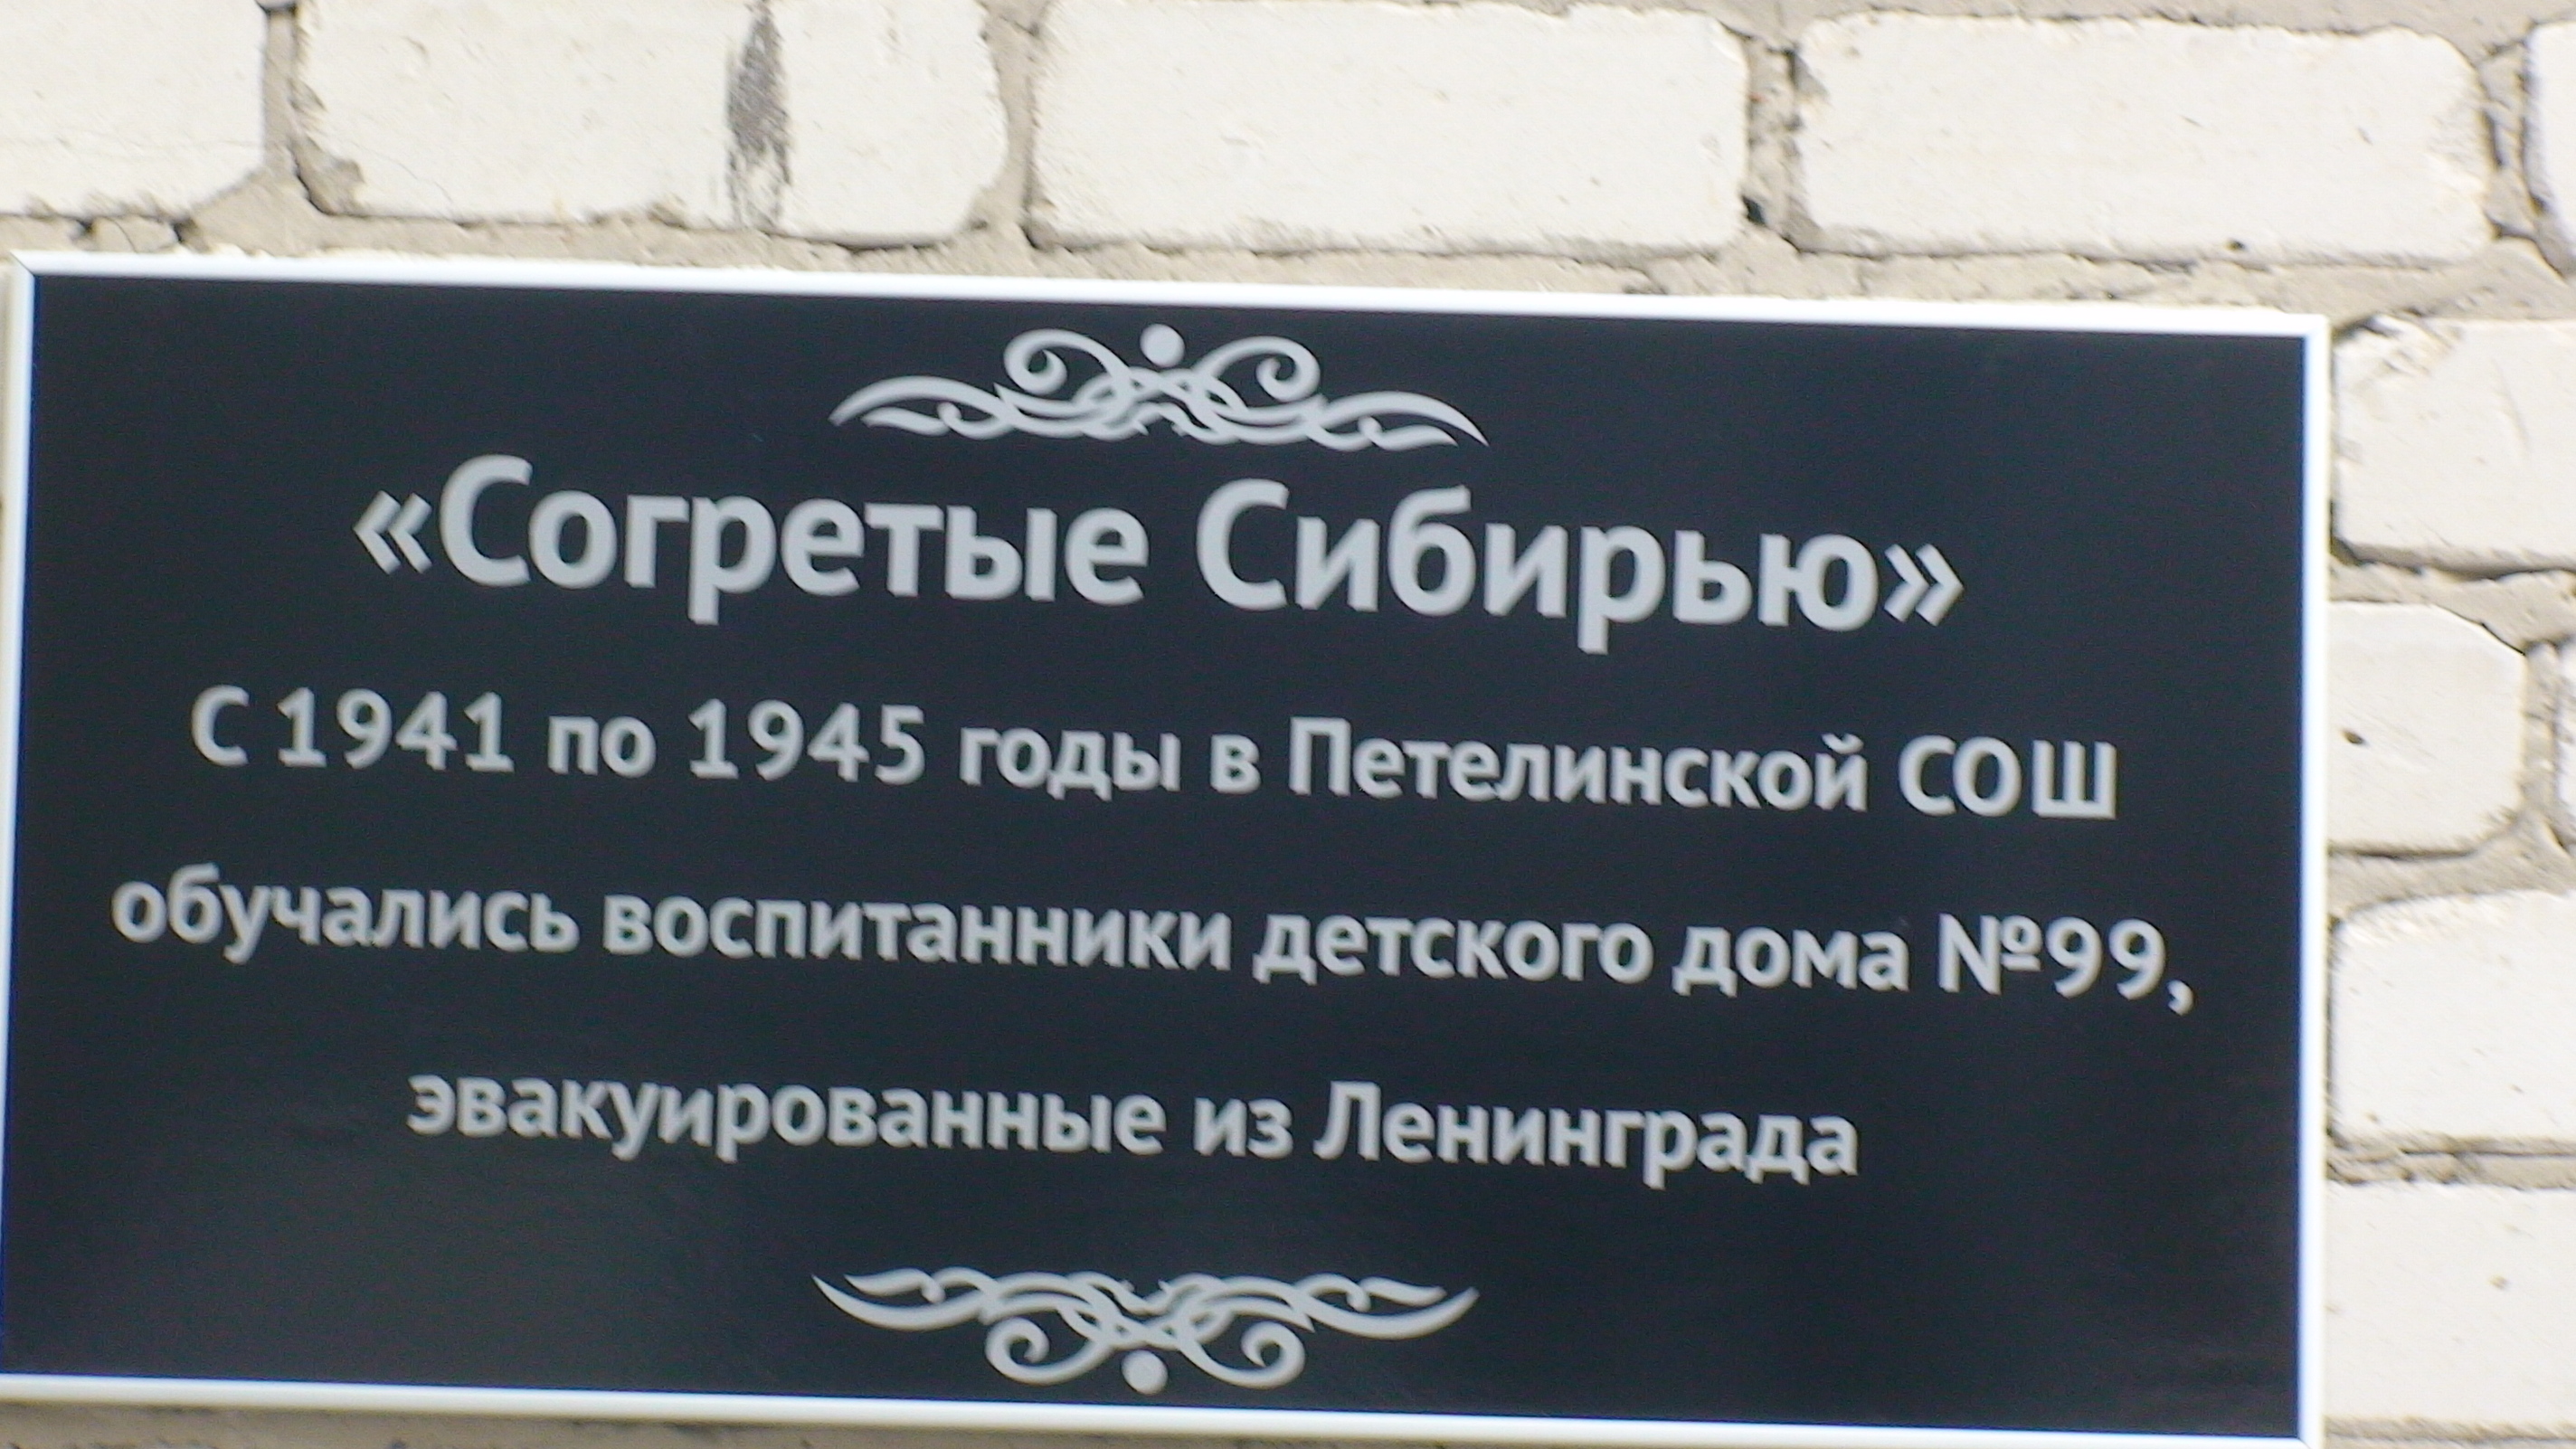 «Согретые Сибирью»
С 1941 по 1945 годы в Петелинской СОШ
обучались воспитанники детского дома №99,
эвакуированные из Ленинграда